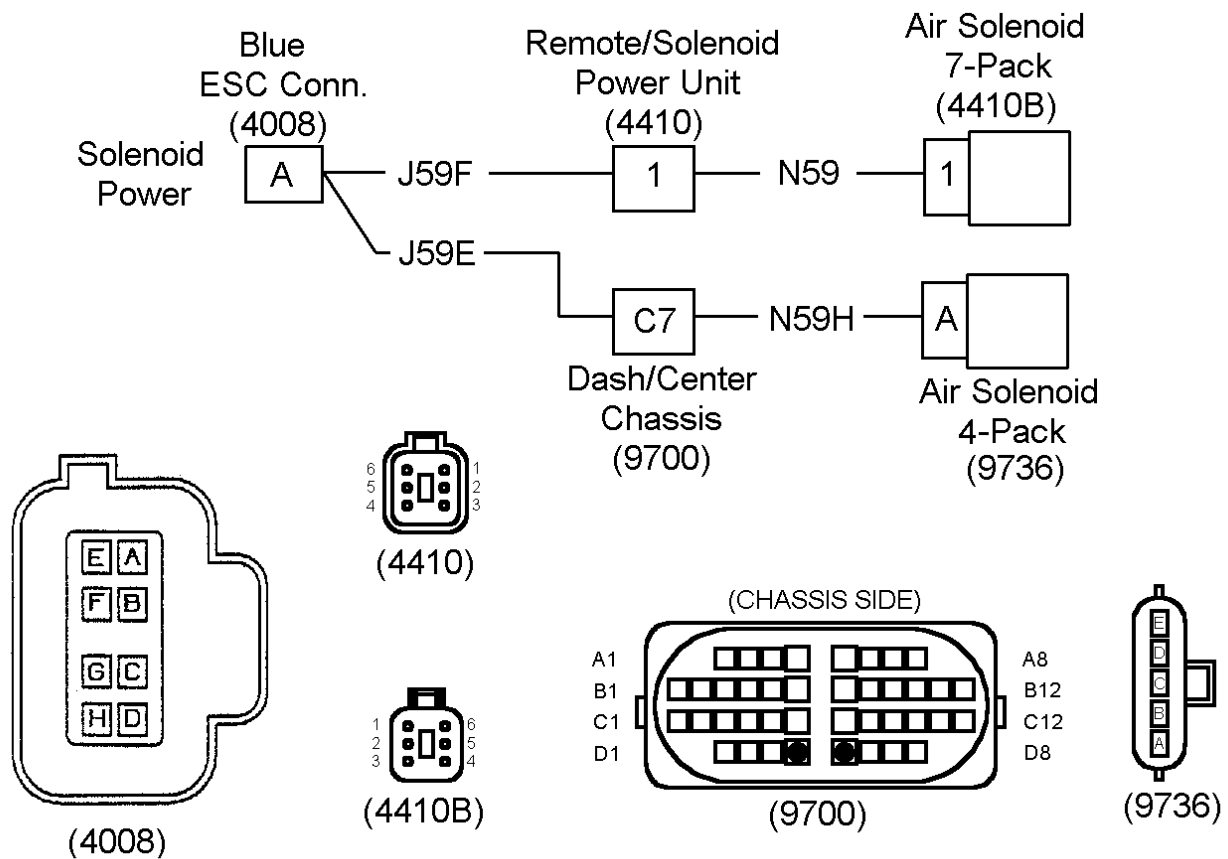 Blue
ESC Conn.
(4008)
Remote/Solenoid
Power Unit
(4410)
Air Solenoid
7-Pack
(4410B)
Solenoid
Power
A
J59F
1
N59
1
J59E
C7
N59H
A
Dash/Center
Chassis
(9700)
Air Solenoid
4-Pack
(9736)
E A
F B
G C
H D
(4008)
6 1
5 2
4 3
(4410)
1 6
2 5
3 4
(4410B)
(CHASSIS SIDE)
A1 A8
B1 B12
C1 C12
D1 D8
(9700)
E
D
C
B
A
(9736)